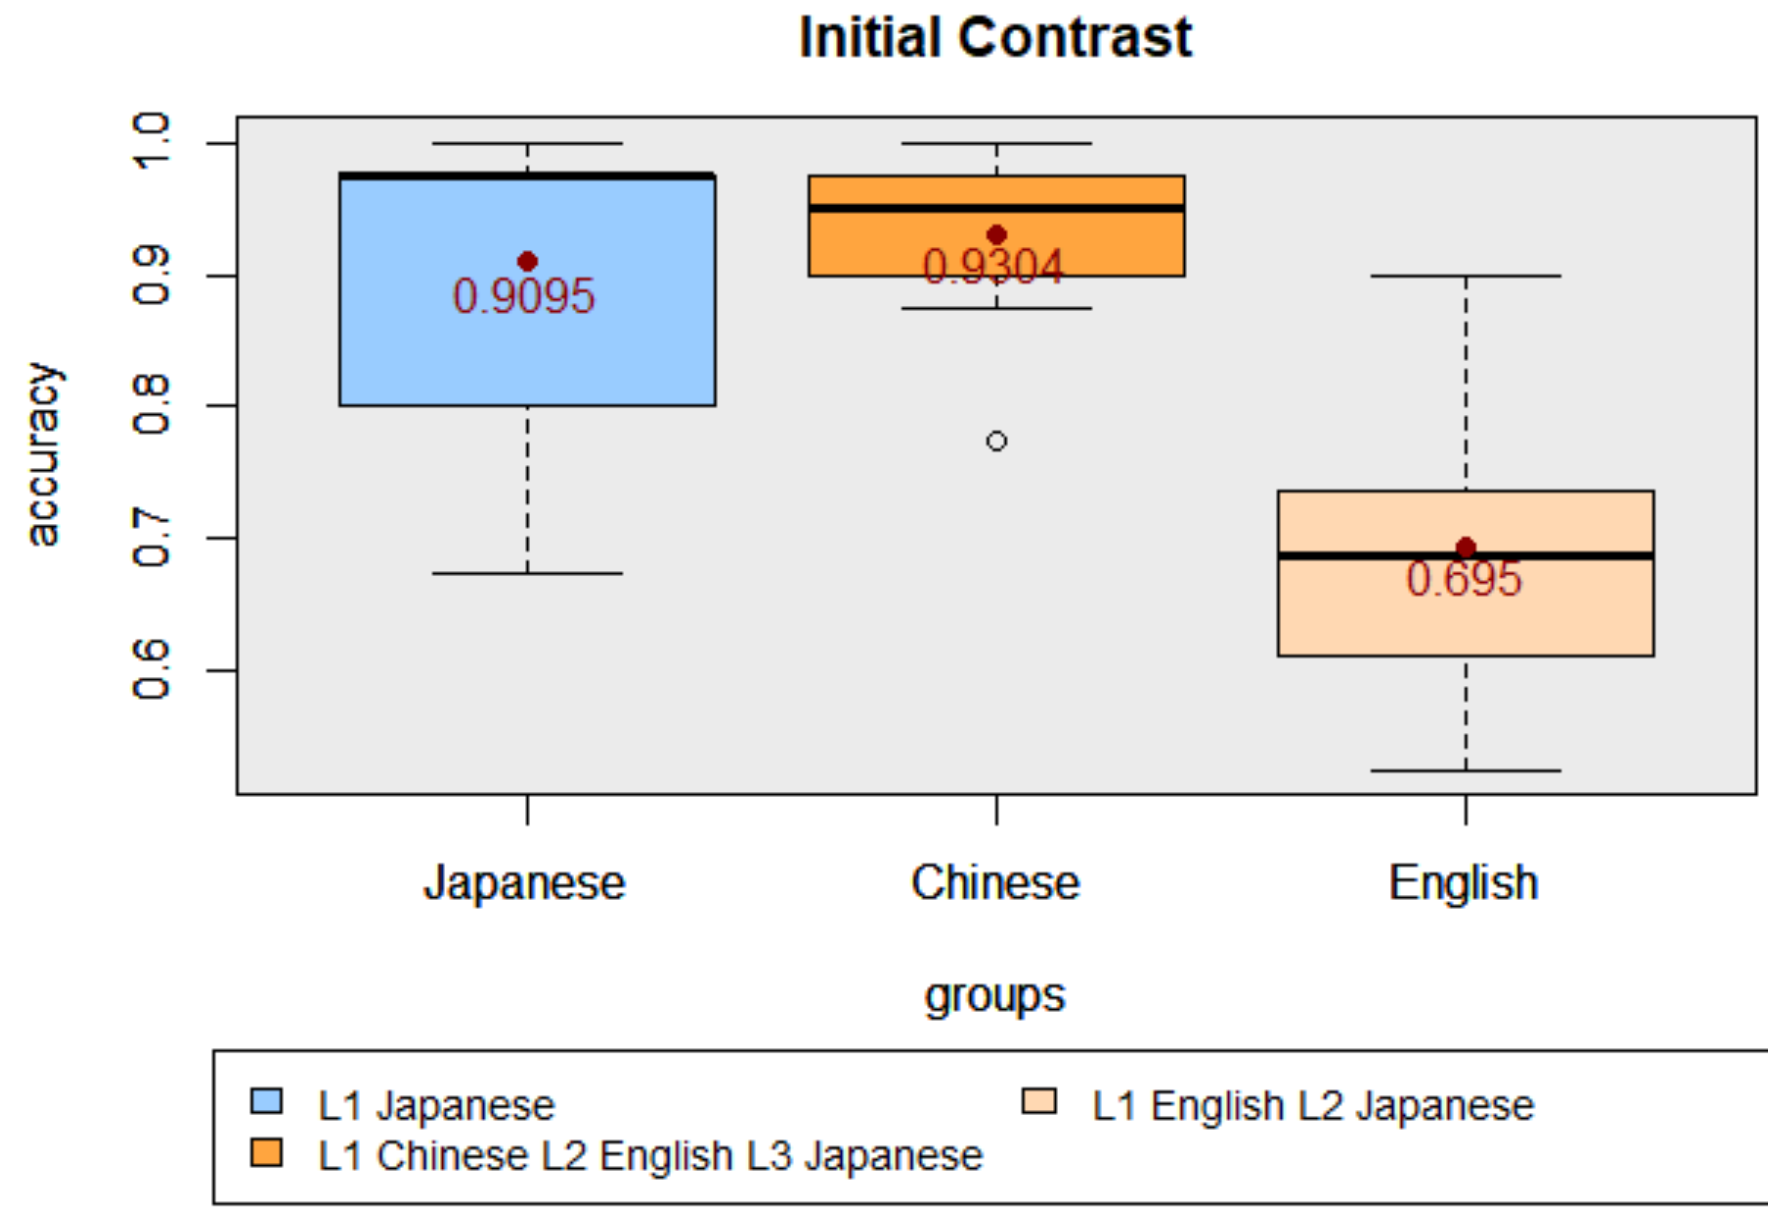 Initial Contrast
accuracy
1.0
0.9
0.8
0.7
0.6
0.9095
0.9304
0.695
Japanese
Chinese
English
groups
L1 Japanese
L1 English L2 Japanese
L1 Chinese L2 English L3 Japanese